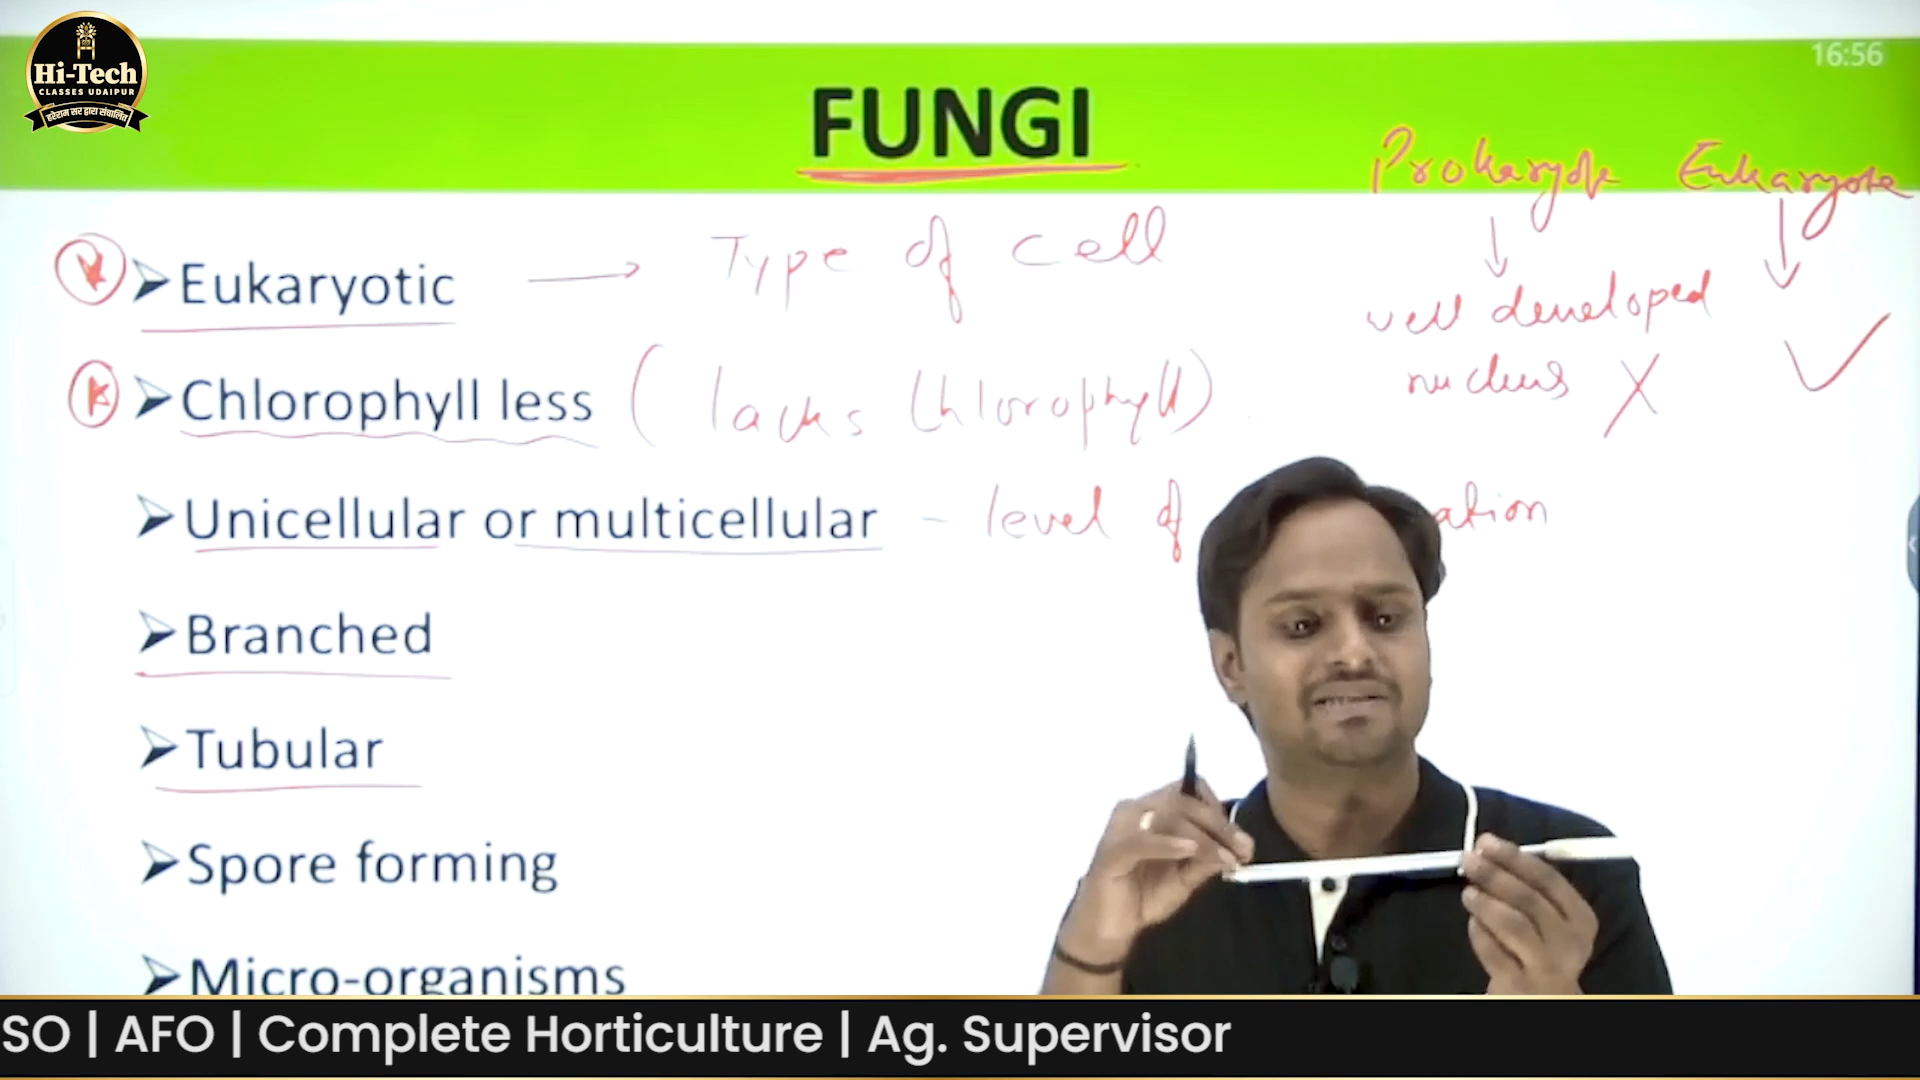 Hi-Tech
CLASSES UDAIPUR
हरेराम सर द्वारा संचालित
16:56
FUNGI
Prokaryote Eukaryote
➢Eukaryotic → Type of cell
well developed
nucleus X ✓
➢Chlorophyll less (lacks Chlorophyll)
➢Unicellular or multicellular - level of ation
➢Branched
➢Tubular
➢Spore forming
➢Micro-organisms
SO | AFO | Complete Horticulture | Ag. Supervisor